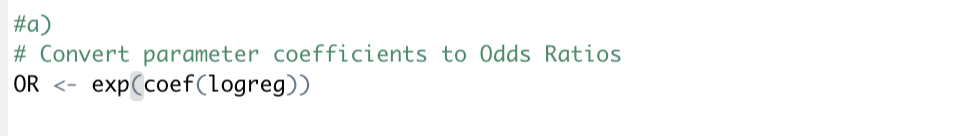 #a)
# Convert parameter coefficients to Odds Ratios
OR <- exp(coef(logreg))